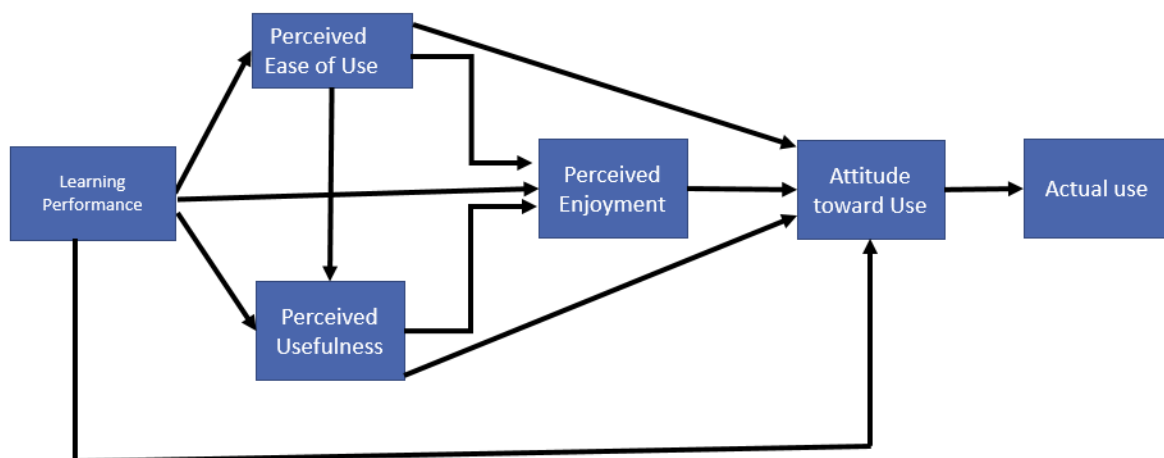 Perceived
Ease of Use
Learning
Performance
Perceived
Enjoyment
Attitude
toward Use
Actual use
Perceived
Usefulness